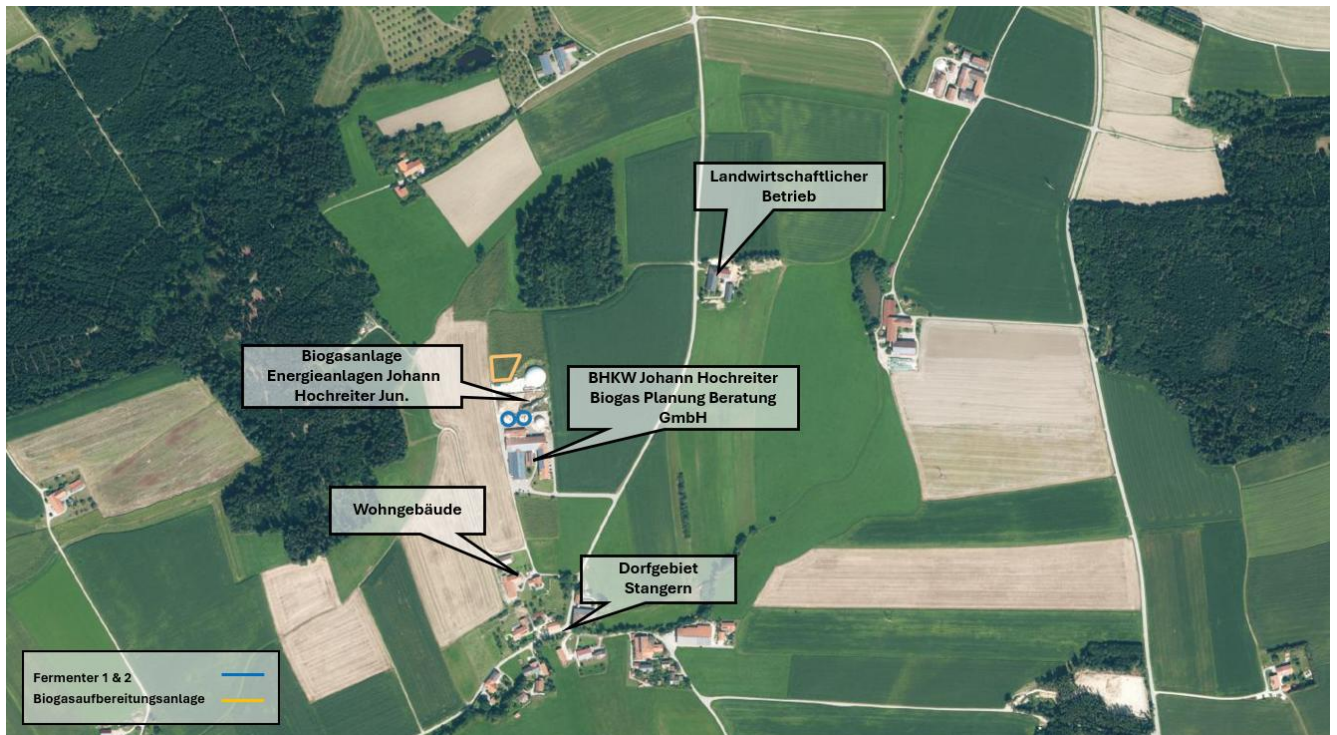 Landwirtschaftlicher
Betrieb
Biogasanlage
Energieanlagen Johann
Hochreiter Jun.
BHKW Johann Hochreiter
Biogas Planung Beratung
GmbH
Wohngebäude
Dorfgebiet
Stangern
Fermenter 1 & 2
Biogasaufbereitungsanlage